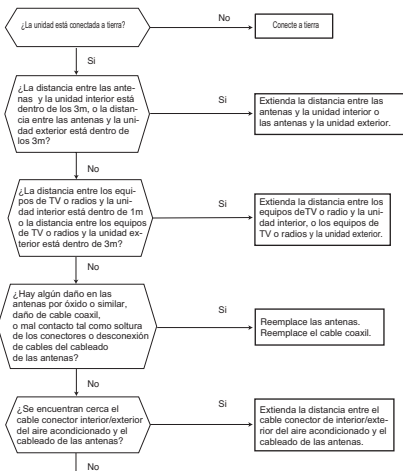 ¿La unidad está conectada a tierra?
No
Conecte a tierra
Si
¿La distancia entre las ante-
nas y la unidad interior está
dentro de los 3m, o la distan-
cia entre las antenas y la uni-
dad exterior está dentro de
los 3m?
Si
Extienda la distancia entre las
antenas y la unidad interior o
las antenas y la unidad exterior.
No
¿La distancia entre los equi-
pos de TV o radios y la uni-
dad interior está dentro de 1m
o la distancia entre los equipos
de TV o radios y la unidad ex-
terior está dentro de 3m?
Si
Extienda la distancia entre los
equipos deTV o radio y la uni-
dad interior, o los equipos de
TV o radios y la unidad exterior.
No
¿Hay algún daño en las
antenas por óxido o similar,
daño de cable coaxil,
o mal contacto tal como soltura
de los conectores o desconexión
de cables del cableado
de las antenas?
Si
Reemplace las antenas.
Reemplace el cable coaxil.
No
¿Se encuentran cerca el
cable conector interior/exterior
del aire acondicionado y el
cableado de las antenas?
Si
Extienda la distancia entre el
cable conector de interior/exte-
rior del aire acondicionado y el
cableado de las antenas.
No